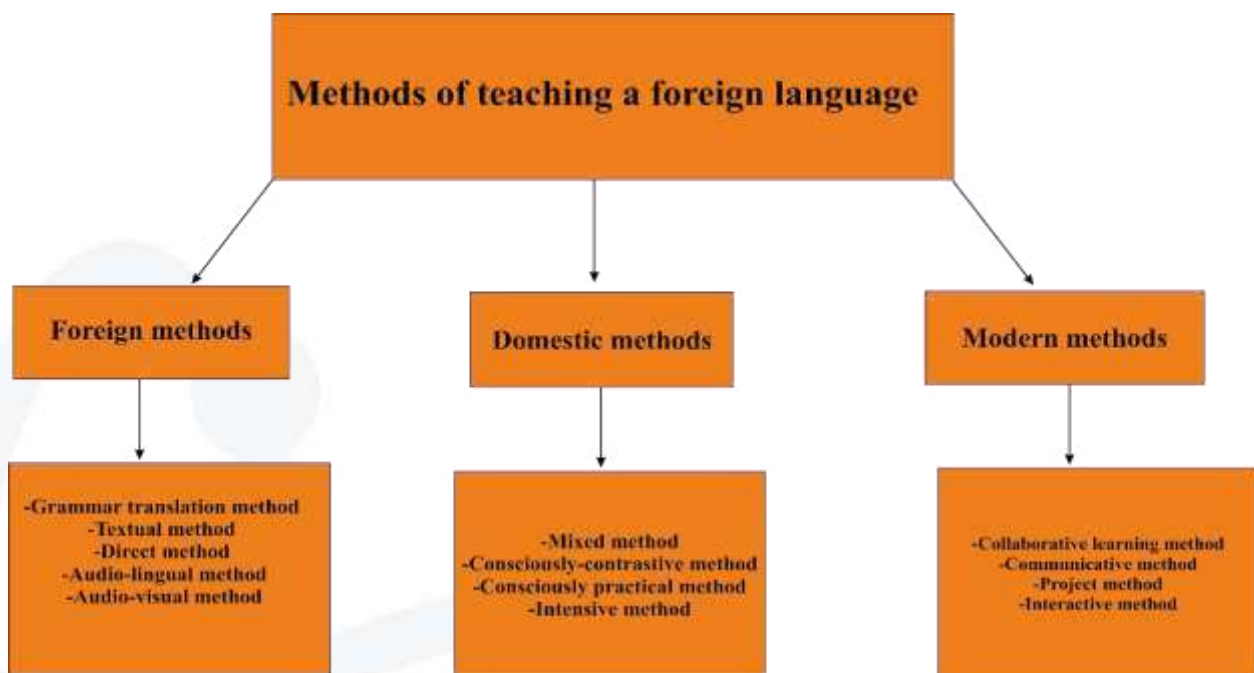 Methods of teaching a foreign language
Foreign methods
Domestic methods
Modern methods
-Grammar translation method
-Textual method
-Direct method
-Audio-lingual method
-Audio-visual method
-Mixed method
-Consciously-contrastive method
-Consciously practical method
-Intensive method
-Collaborative learning method
-Communicative method
-Project method
-Interactive method